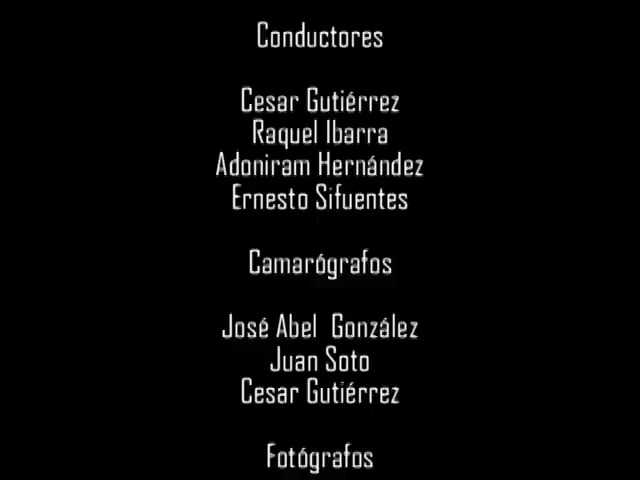 Conductores
Cesar Gutiérrez
Raquel Ibarra
Adoniram Hernández
Ernesto Sifuentes
Camarógrafos
José Abel González
Juan Soto
Cesar Gutiérrez
Fotógrafos